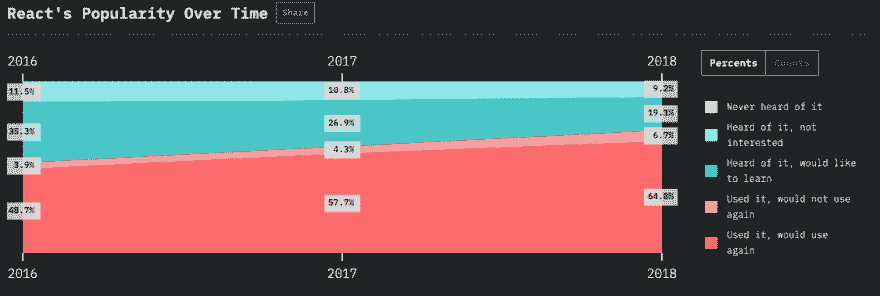 React's Popularity Over Time Share
2016 2017 2018
Percents Counts
11.5% 10.8% 9.2%
35.3% 26.9% 19.3%
3.9% 4.3% 6.7%
48.7% 57.7% 64.8%
Never heard of it
Heard of it, not
interested
Heard of it, would like
to learn
Used it, would not use
again
Used it, would use
again
2016 2017 2018